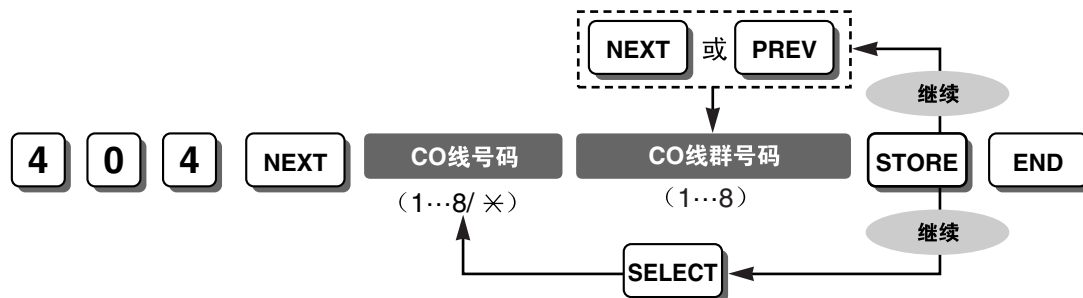 NEXT 或 PREV
继续
4 0 4 NEXT CO线号码 CO线群号码 STORE END
(1···8/ ✳) (1···8)
继续
SELECT